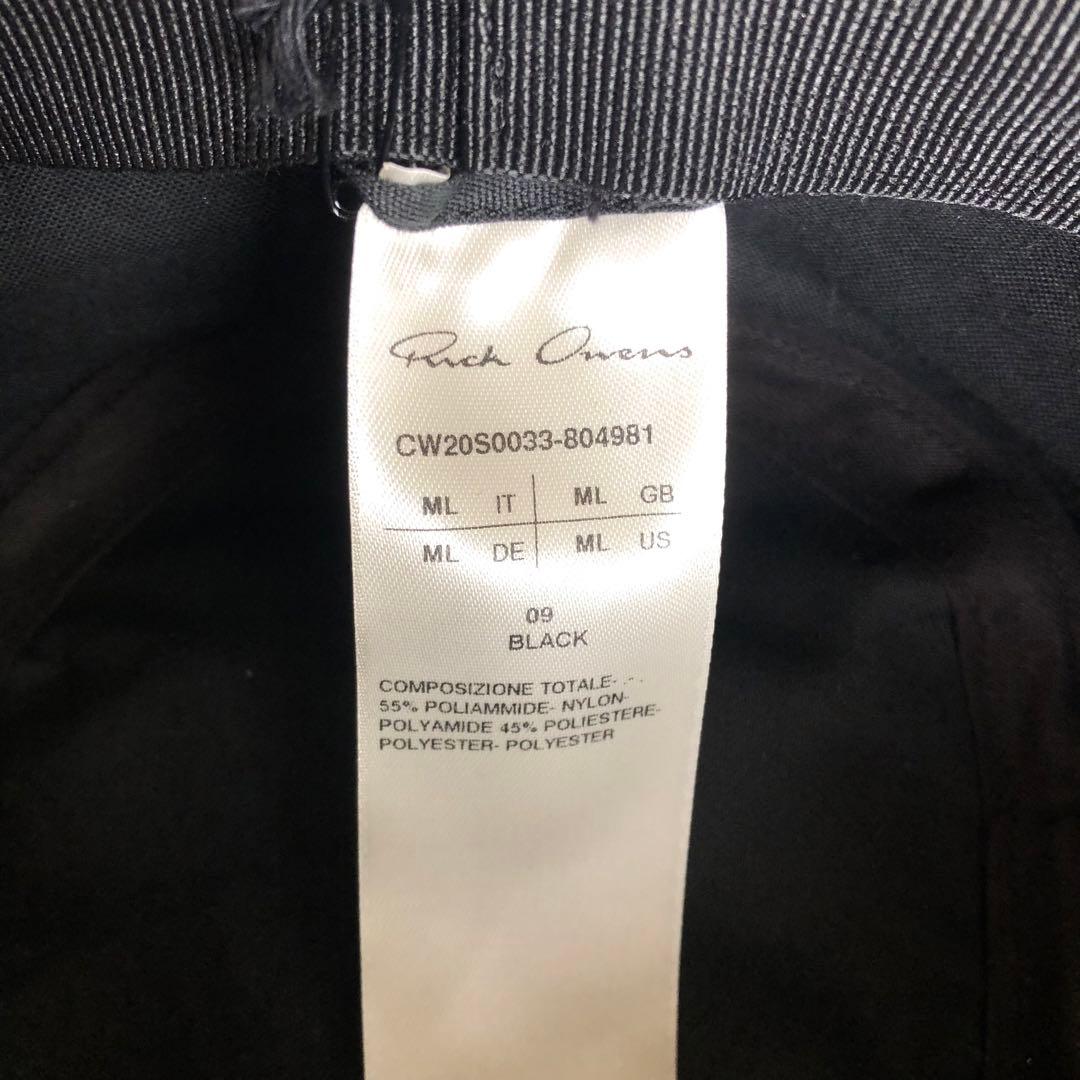 Rick Owens
CW20S0033-804981
ML IT ML GB
ML DE ML US
09
BLACK
COMPOSIZIONE TOTALE-
55% POLIAMMIDE- NYLON-
POLYAMIDE 45% POLIESTERE-
POLYESTER- POLYESTER